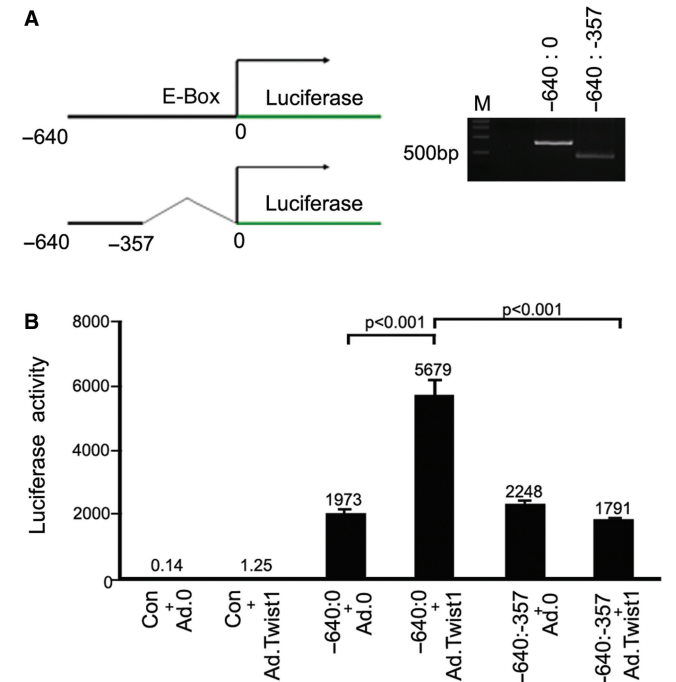 A
E-Box
Luciferase
−640
0
Luciferase
−640
−357
0
M
−640 : 0
−640 : -357
500bp
B
Luciferase activity
8000
6000
4000
2000
0
p<0.001
p<0.001
0.14
1.25
1973
5679
2248
1791
Con
+
Ad.0
Con
+
Ad.Twist1
−640:0
+
Ad.0
−640:0
+
Ad.Twist1
−640:-357
+
Ad.0
−640:-357
+
Ad.Twist1